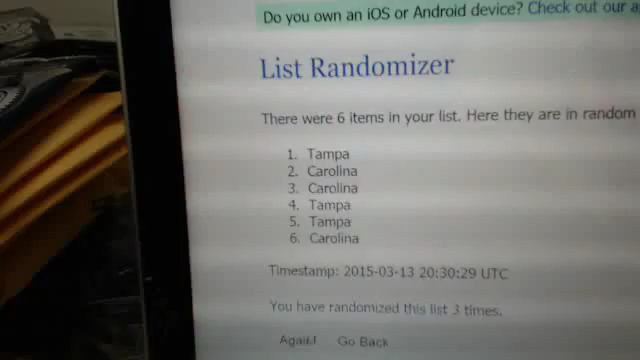 Do you own an iOS or Android device? Check out our a
List Randomizer
There were 6 items in your list. Here they are in random
1. Tampa
2. Carolina
3. Carolina
4. Tampa
5. Tampa
6. Carolina
Timestamp: 2015-03-13 20:30:29 UTC
You have randomized this list 3 times.
Again! Go Back